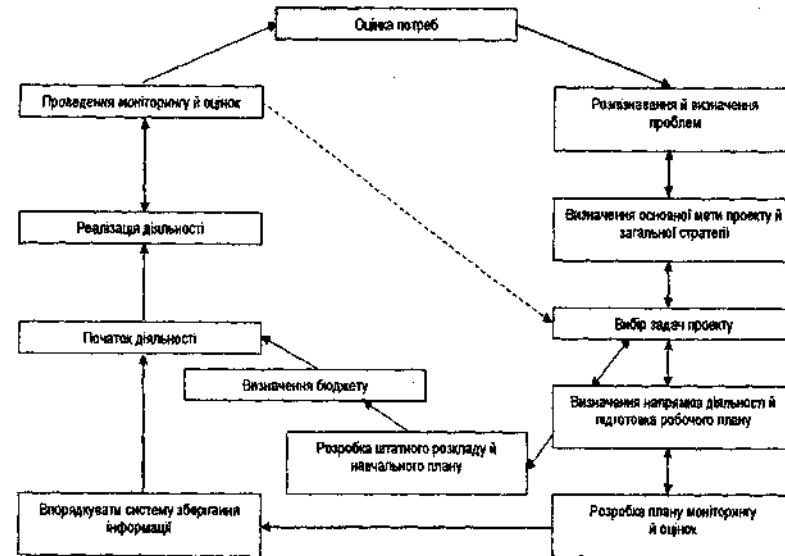 Оцінка потреб
Проведення моніторингу й оцінок
Розпізнавання й визначення
проблем
Визначення основної мети проекту й
загальної стратегії
Реалізація діяльності
Вибір задач проекту
Початок діяльності
Визначення бюджету
Визначення напрямків діяльності й
підготовка робочого плану
Розробка штатного розкладу й
навчального плану
Впорядкувати систему зберігання
інформації
Розробка плану моніторингу
й оцінок